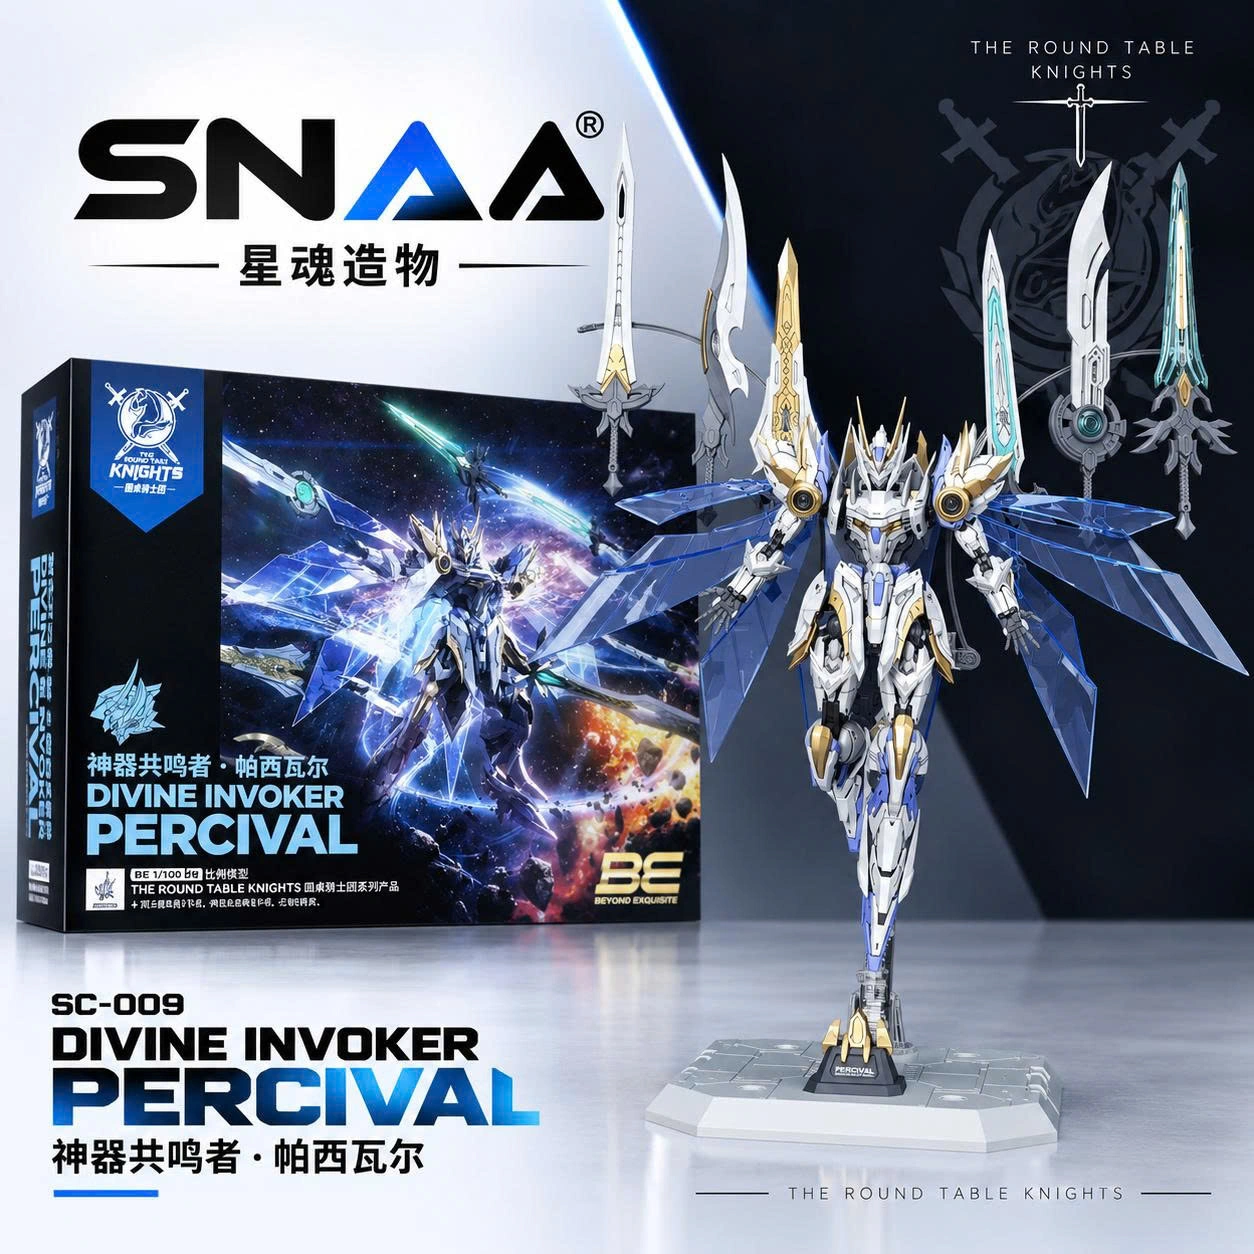 SNAA®
星魂造物
THE ROUND TABLE
KNIGHTS
THE
ROUND TABLE
KNIGHTS
圆桌骑士团
DIVINE INVOKER
PERCIVAL
神器共鸣者·帕西瓦尔
DIVINE INVOKER
PERCIVAL
BE 1/100 比例模型
THE ROUND TABLE KNIGHTS 圆桌骑士团系列产品
BE
BEYOND EXQUISITE
PERCIVAL
SC-009
DIVINE INVOKER
PERCIVAL
神器共鸣者·帕西瓦尔
THE ROUND TABLE KNIGHTS